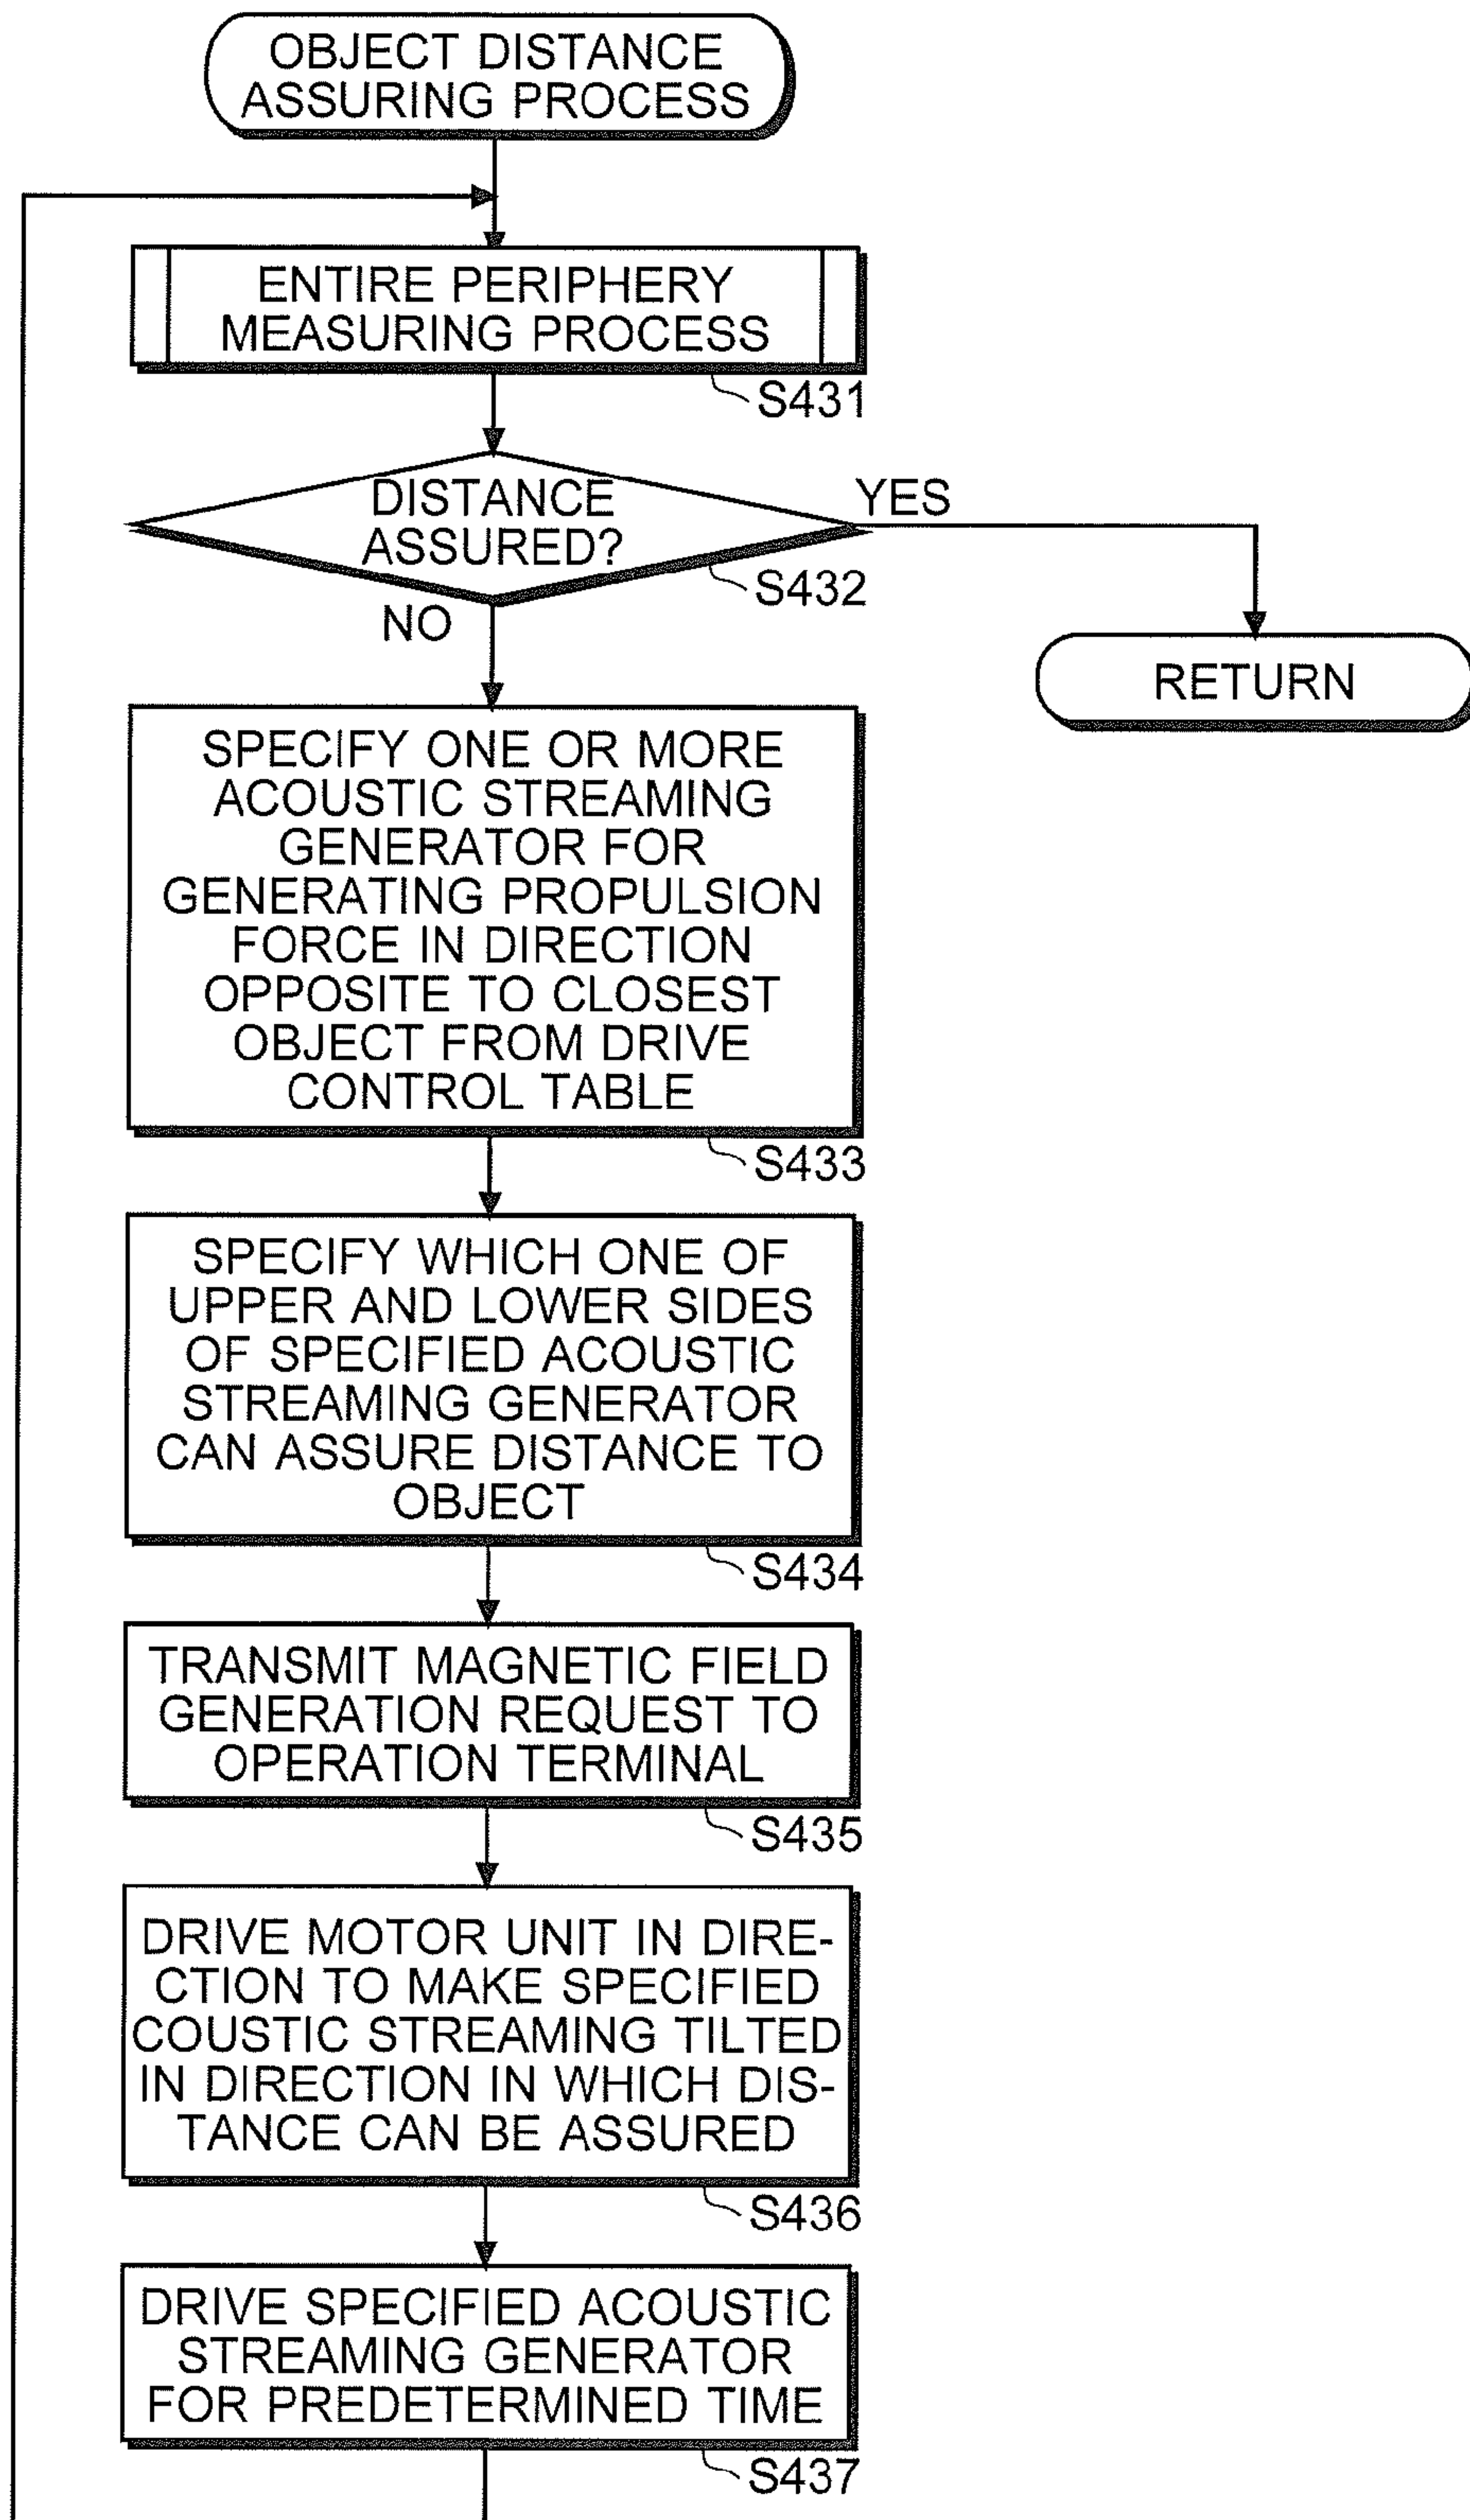 OBJECT DISTANCE
ASSURING PROCESS
ENTIRE PERIPHERY
MEASURING PROCESS
S431
DISTANCE
ASSURED?
YES
S432
NO
RETURN
SPECIFY ONE OR MORE
ACOUSTIC STREAMING
GENERATOR FOR
GENERATING PROPULSION
FORCE IN DIRECTION
OPPOSITE TO CLOSEST
OBJECT FROM DRIVE
CONTROL TABLE
S433
SPECIFY WHICH ONE OF
UPPER AND LOWER SIDES
OF SPECIFIED ACOUSTIC
STREAMING GENERATOR
CAN ASSURE DISTANCE TO
OBJECT
S434
TRANSMIT MAGNETIC FIELD
GENERATION REQUEST TO
OPERATION TERMINAL
S435
DRIVE MOTOR UNIT IN DIRE-
CTION TO MAKE SPECIFIED
COUSTIC STREAMING TILTED
IN DIRECTION IN WHICH DIS-
TANCE CAN BE ASSURED
S436
DRIVE SPECIFIED ACOUSTIC
STREAMING GENERATOR
FOR PREDETERMINED TIME
S437